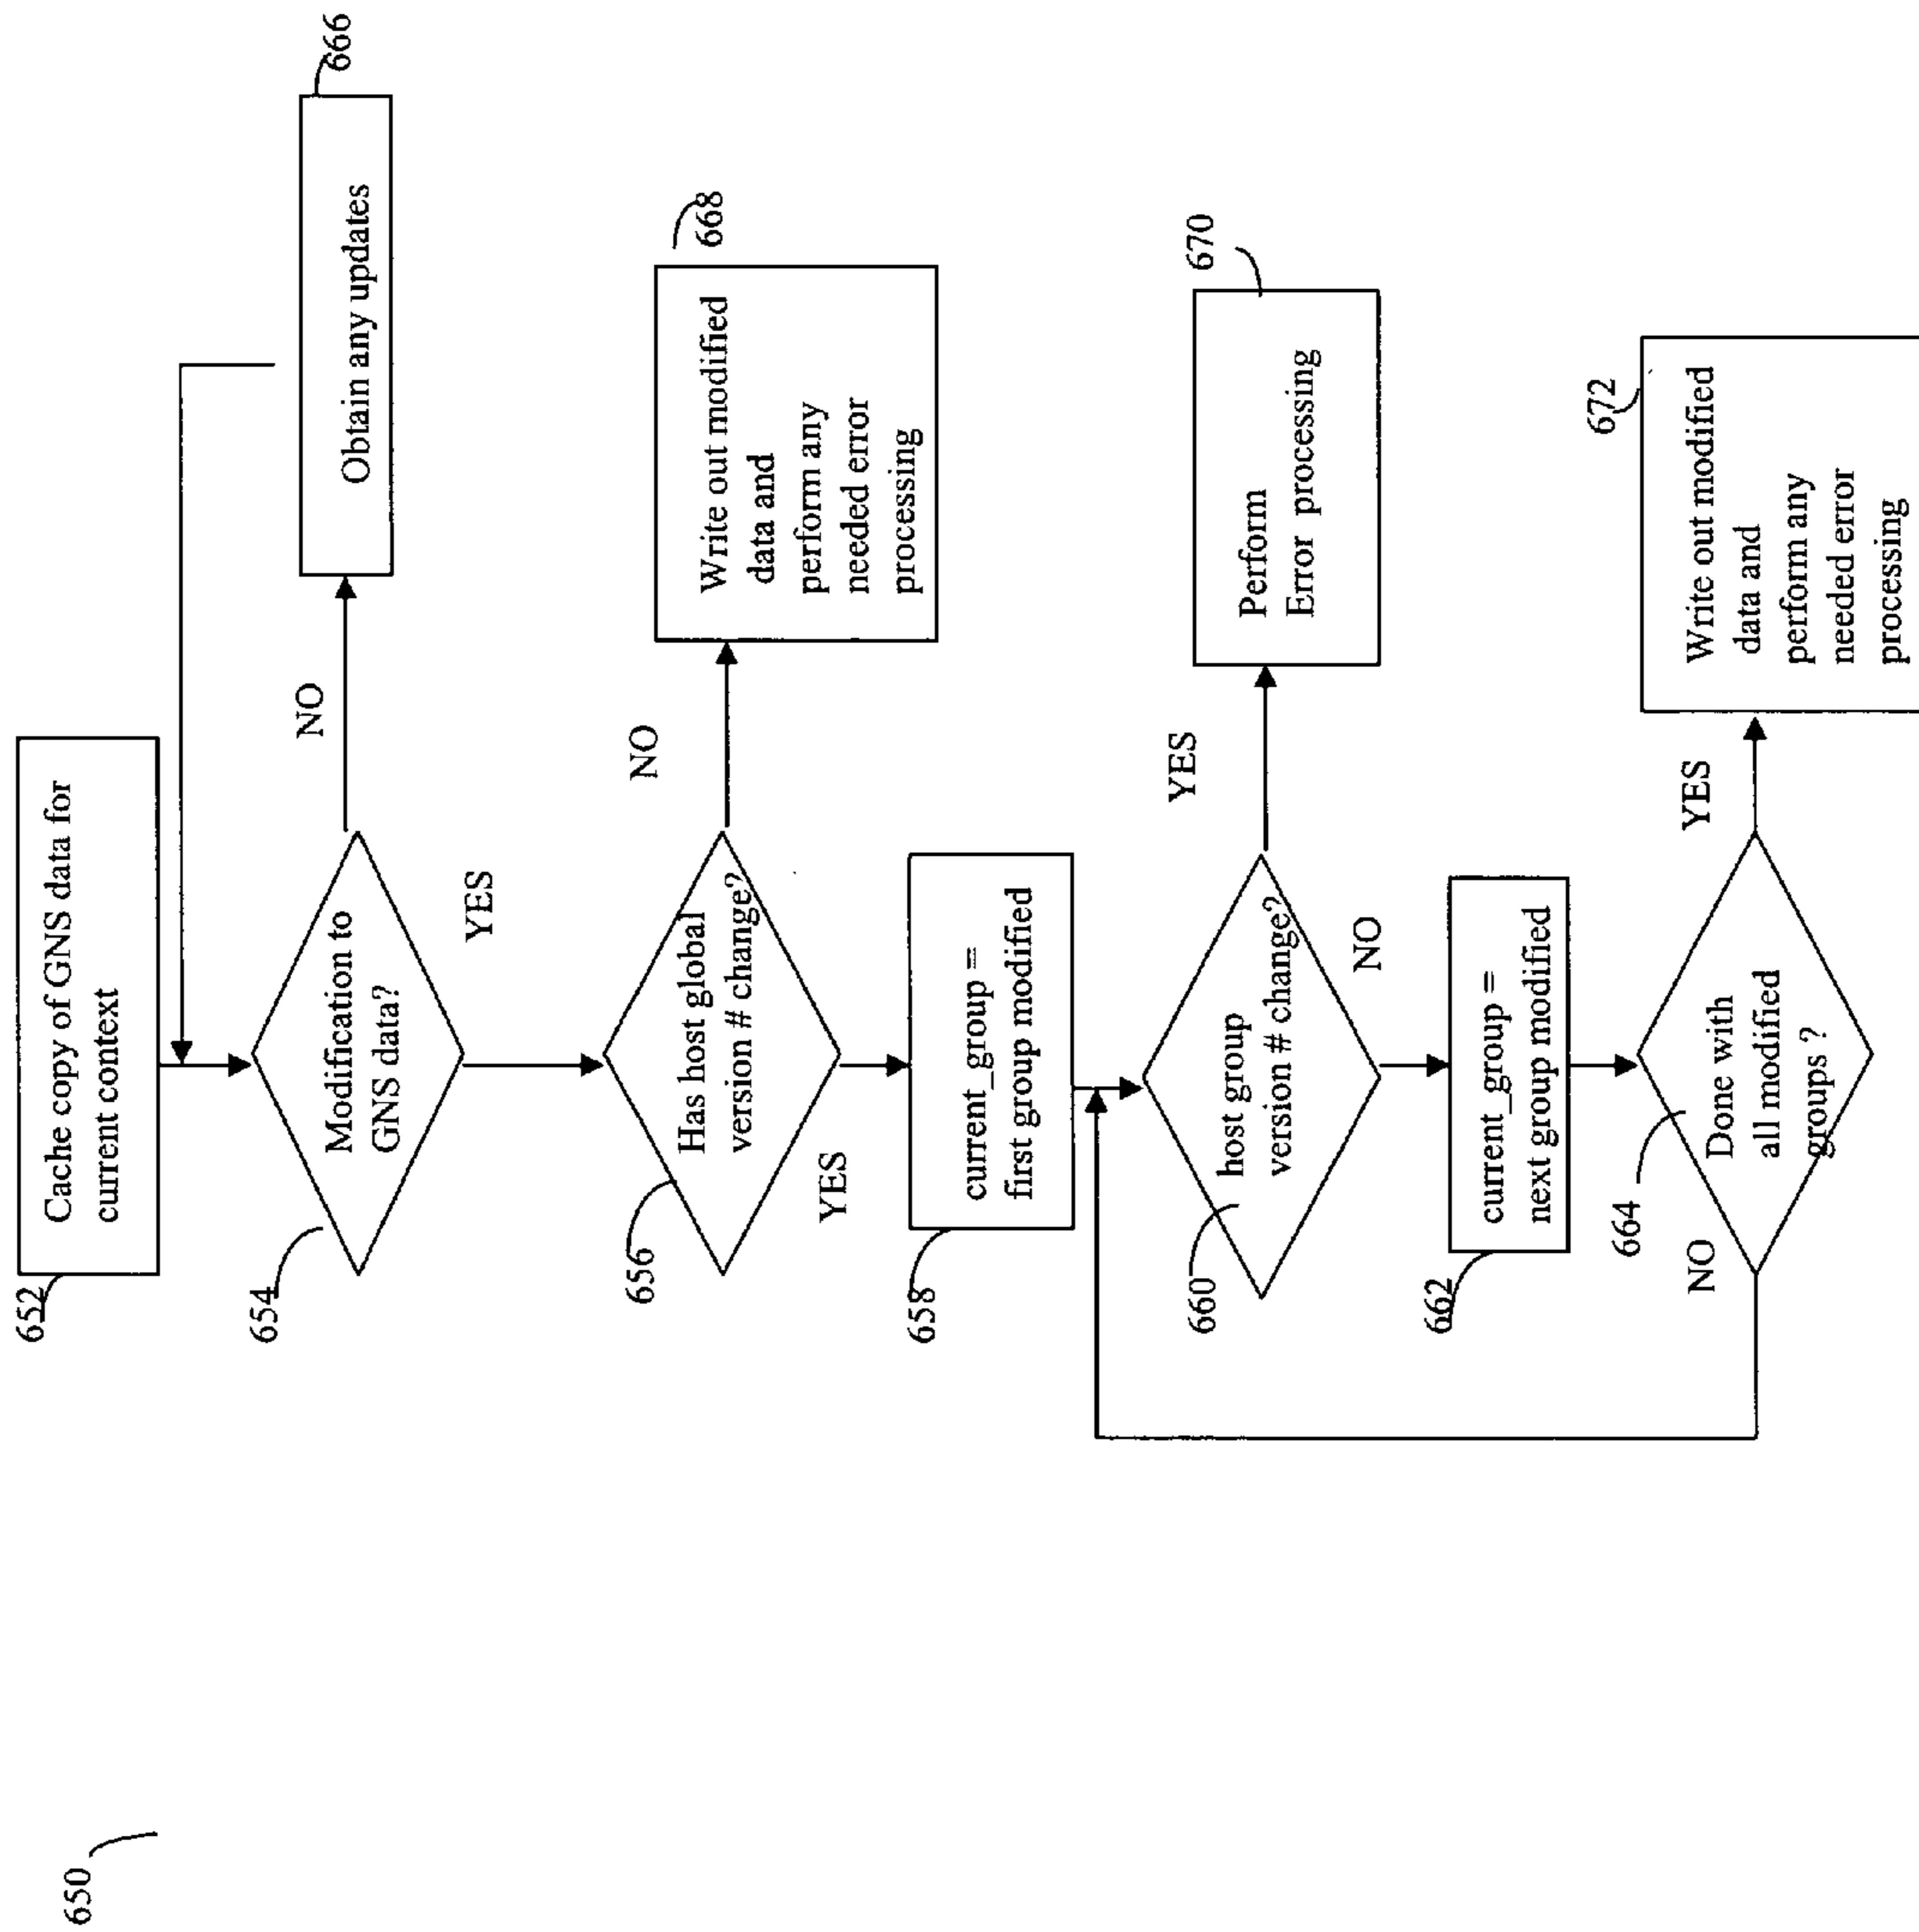 650
652
Cache copy of GNS data for
current context
654
Modification to
GNS data?
NO
666
Obtain any updates
YES
656
Has host global
version # change?
NO
668
Write out modified
data and
perform any
needed error
processing
YES
658
current_group =
first group modified
660
host group
version # change?
YES
670
Perform
Error processing
NO
662
current_group =
next group modified
664
Done with
all modified
groups ?
NO
YES
672
Write out modified
data and
perform any
needed error
processing